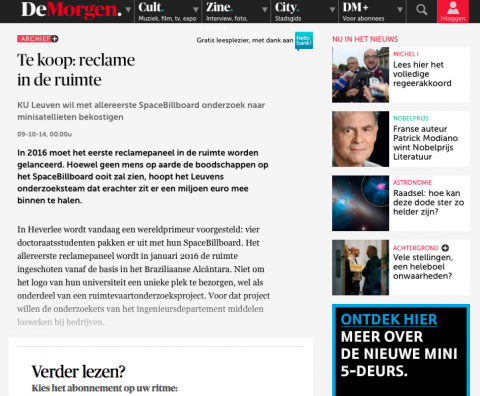 DeMorgen.
Cult.
Muziek, film, tv, expo
Zine.
Interview, foto,
City.
Stadsgids
DM+
Voor abonnees
Inloggen
ARCHIEF
Gratis leesplezier, met dank aan
Hello bank!
Te koop: reclame
in de ruimte
KU Leuven wil met allereerste SpaceBillboard onderzoek naar
minisatellieten bekostigen
09-10-14, 00.00u
In 2016 moet het eerste reclamepaneel in de ruimte worden
gelanceerd. Hoewel geen mens op aarde de boodschappen op
het SpaceBillboard ooit zal zien, hoopt het Leuvens
onderzoeksteam dat erachter zit er een miljoen euro mee
binnen te halen.
In Heverlee wordt vandaag een wereldprimeur voorgesteld: vier
doctoraatsstudenten pakken er uit met hun SpaceBillboard. Het
allereerste reclamepaneel wordt in januari 2016 de ruimte
ingeschoten vanaf de basis in het Braziliaanse Alcântara. Niet om
het logo van hun universiteit een unieke plek te bezorgen, wel als
onderdeel van een ruimtevaartonderzoeksproject. Voor dat project
willen de onderzoekers van het ingenieursdepartement middelen
losweken bij bedrijven.
Verder lezen?
Kies het abonnement op uw ritme:
NU IN HET NIEUWS
MICHEL I
Lees hier het
volledige
regeerakkoord
NOBELPRIJS
Franse auteur
Patrick Modiano
wint Nobelprijs
Literatuur
ASTRONOMIE
Raadsel: hoe kan
deze dode ster zo
helder zijn?
ACHTERGROND
Vele stellingen,
een heleboel
onwaarheden?
ONTDEK HIER
MEER OVER
DE NIEUWE MINI
5-DEURS.